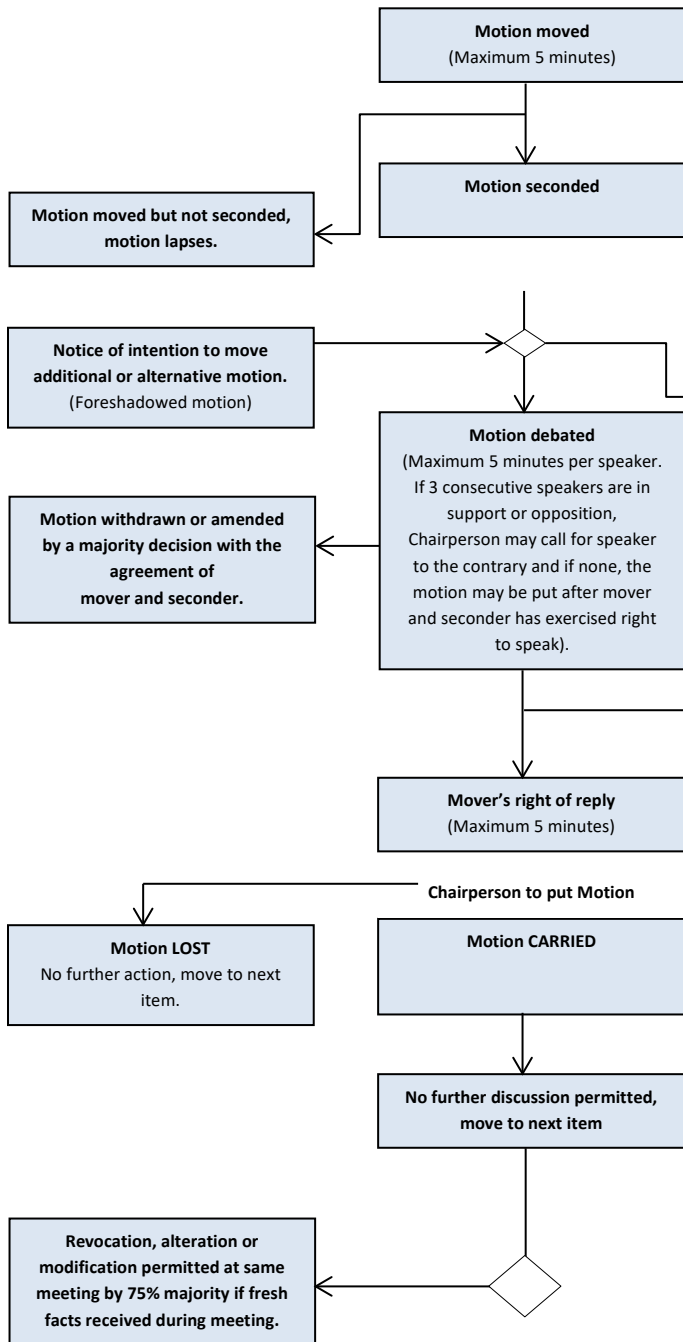 Motion moved
(Maximum 5 minutes)
Motion seconded
Motion moved but not seconded,
motion lapses.
Notice of intention to move
additional or alternative motion.
(Foreshadowed motion)
Motion debated
(Maximum 5 minutes per speaker.
If 3 consecutive speakers are in
support or opposition,
Chairperson may call for speaker
to the contrary and if none, the
motion may be put after mover
and seconder has exercised right
to speak).
Motion withdrawn or amended
by a majority decision with the
agreement of
mover and seconder.
Mover’s right of reply
(Maximum 5 minutes)
Chairperson to put Motion
Motion LOST
No further action, move to next
item.
Motion CARRIED
No further discussion permitted,
move to next item
Revocation, alteration or
modification permitted at same
meeting by 75% majority if fresh
facts received during meeting.